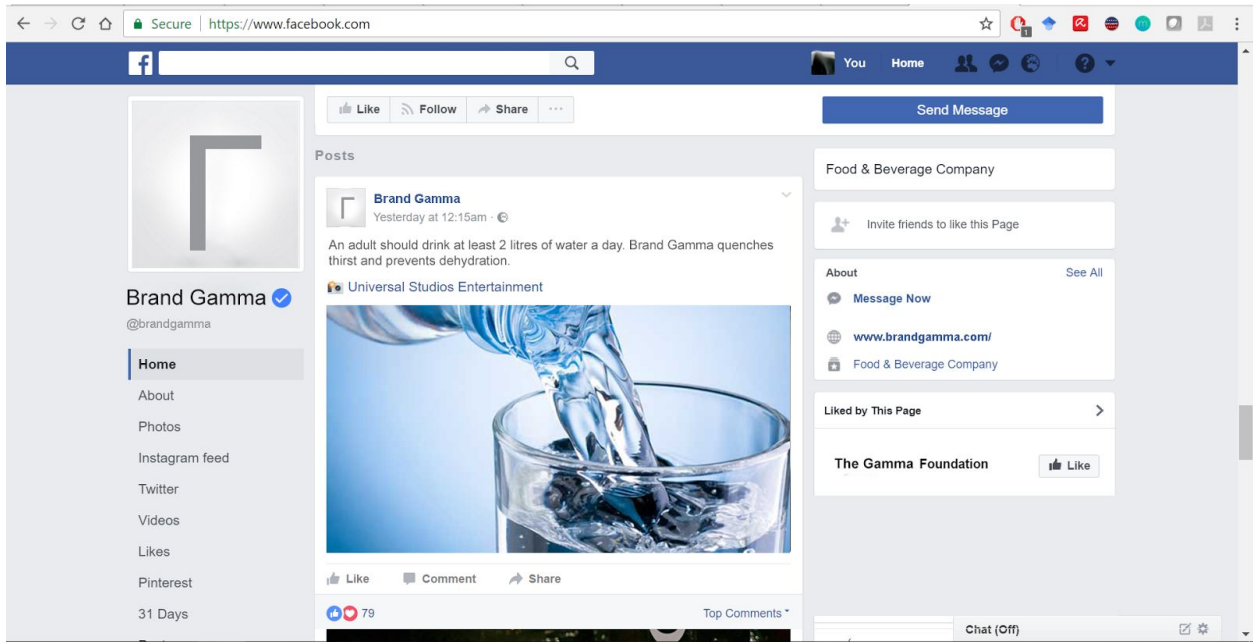 Secure | https://www.facebook.com
1
f
You Home
Like Follow Share ...
Send Message
Γ
Brand Gamma
@brandgamma
Home
About
Photos
Instagram feed
Twitter
Videos
Likes
Pinterest
31 Days
Posts
Γ
Brand Gamma
Yesterday at 12:15am ·
An adult should drink at least 2 litres of water a day. Brand Gamma quenches
thirst and prevents dehydration.
Universal Studios Entertainment
Like Comment Share
79 Top Comments
Food & Beverage Company
Invite friends to like this Page
About See All
Message Now
www.brandgamma.com/
Food & Beverage Company
Liked by This Page
The Gamma Foundation Like
Chat (Off)